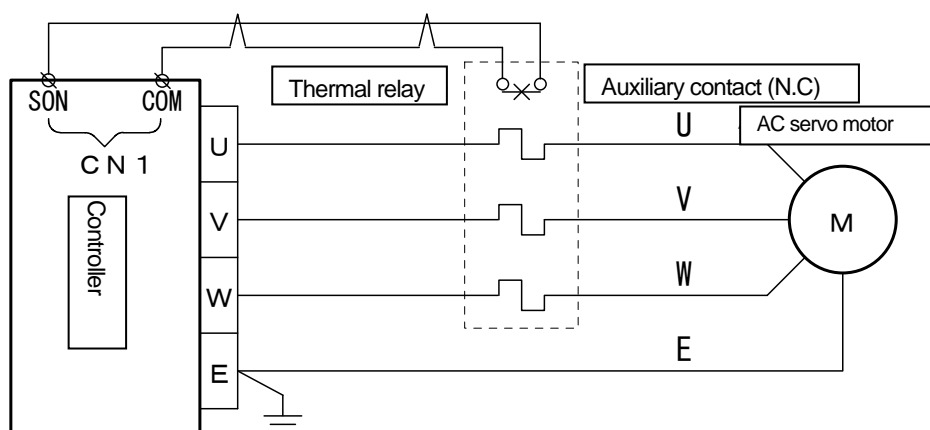 SON
COM
CN1
Controller
U
V
W
E
Thermal relay
Auxiliary contact (N.C)
AC servo motor
U
V
W
E
M